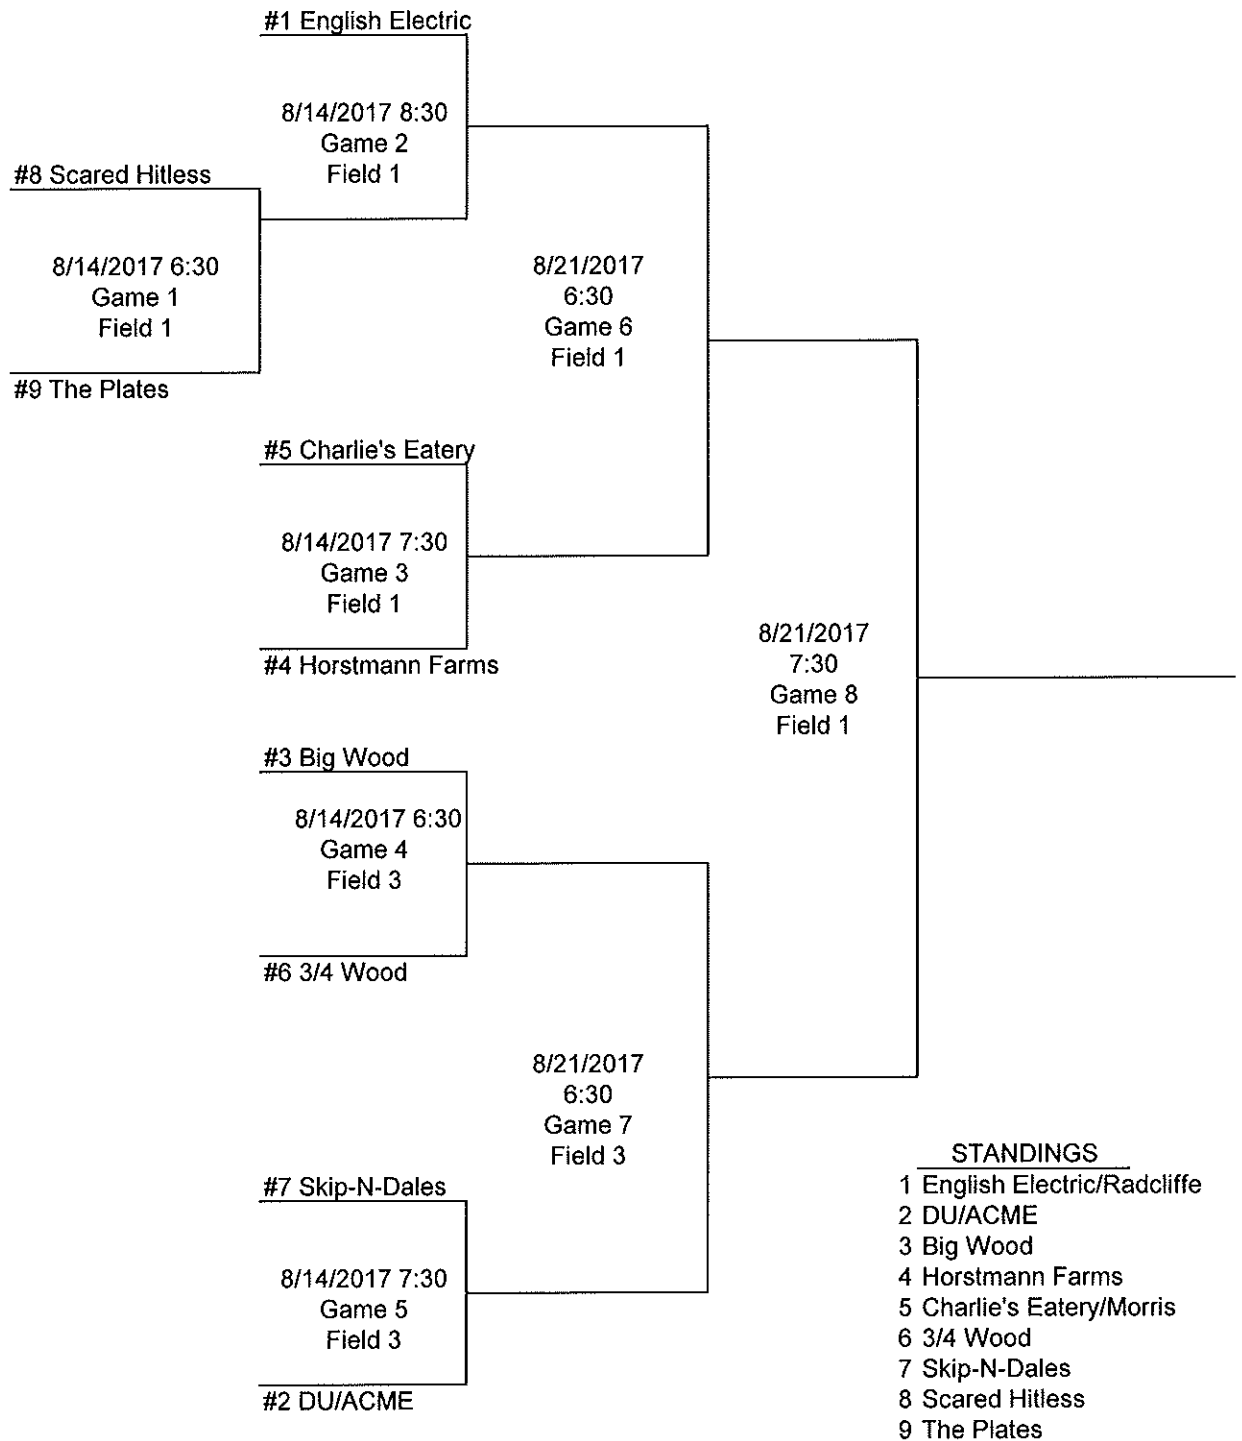 #1 English Electric
8/14/2017 8:30
Game 2
Field 1
#8 Scared Hitless
8/14/2017 6:30
Game 1
Field 1
#9 The Plates
8/21/2017
6:30
Game 6
Field 1
#5 Charlie's Eatery
8/14/2017 7:30
Game 3
Field 1
#4 Horstmann Farms
8/21/2017
7:30
Game 8
Field 1
#3 Big Wood
8/14/2017 6:30
Game 4
Field 3
#6 3/4 Wood
8/21/2017
6:30
Game 7
Field 3
#7 Skip-N-Dales
8/14/2017 7:30
Game 5
Field 3
#2 DU/ACME
STANDINGS
1 English Electric/Radcliffe
2 DU/ACME
3 Big Wood
4 Horstmann Farms
5 Charlie's Eatery/Morris
6 3/4 Wood
7 Skip-N-Dales
8 Scared Hitless
9 The Plates